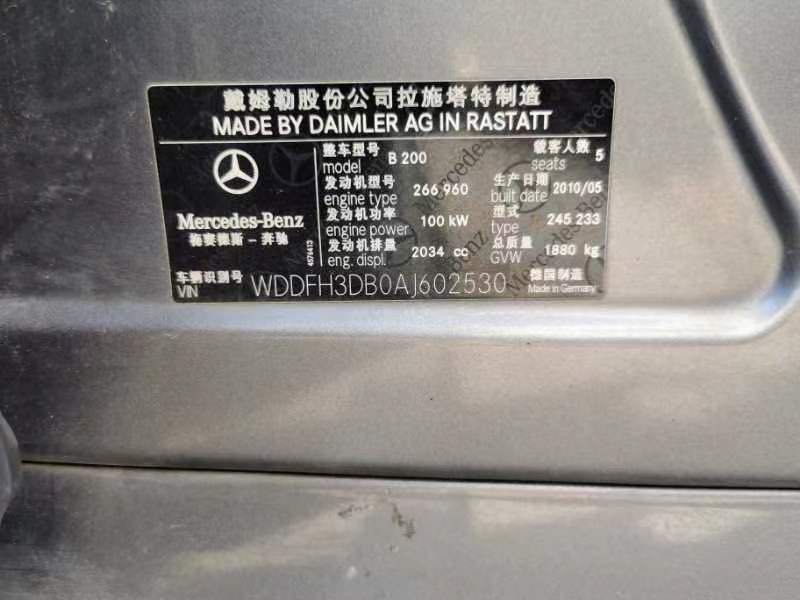 戴姆勒股份公司拉施塔特制造
MADE BY DAIMLER AG IN RASTATT
整车型号 model B 200 载客人数 seats 5
发动机型号 engine type 266 960 生产日期 built date 2010/05
发动机功率 engine power 100 kW 型式 type 245 233
发动机排量 eng. displ. 2034 cc 总质量 GVW 1880 kg
Mercedes-Benz
梅赛德斯－奔驰
车辆识别号 VIN WDDFH3DB0AJ602530 德国制造 Made in Germany